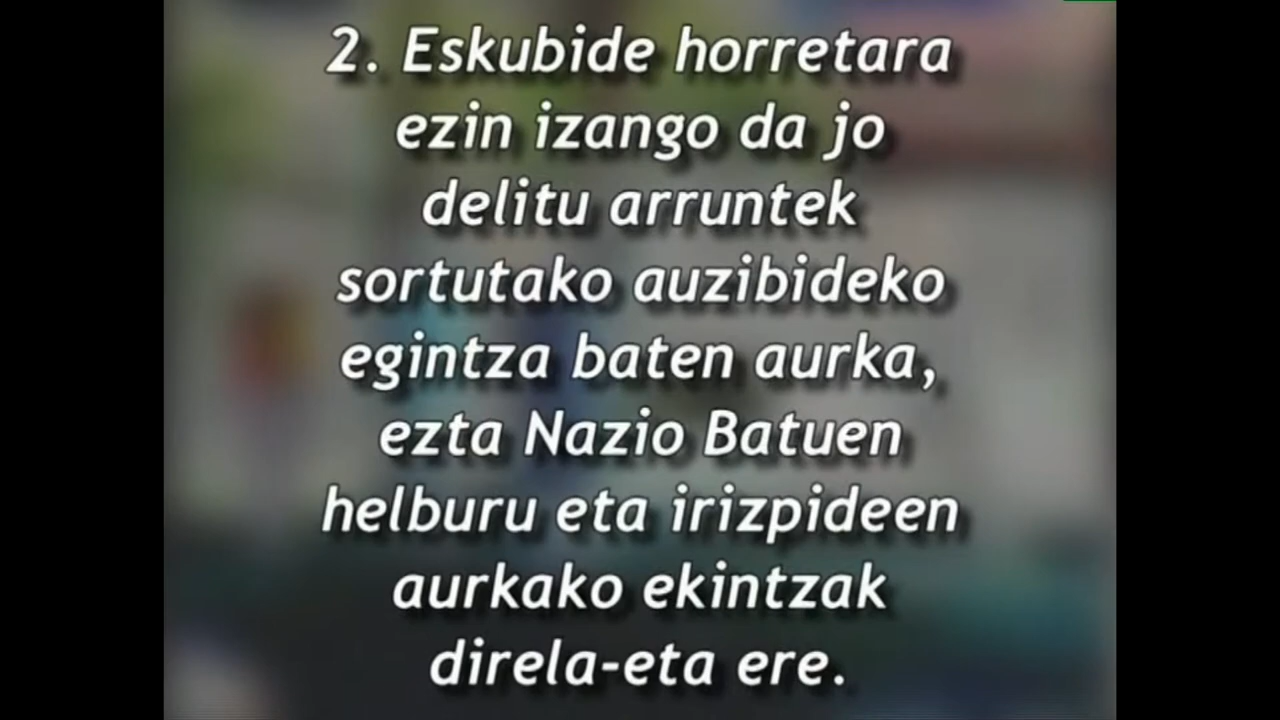 2. Eskubide horretara
ezin izango da jo
delitu arruntek
sortutako auzibideko
egintza baten aurka,
ezta Nazio Batuen
helburu eta irizpideen
aurkako ekintzak
direla-eta ere.